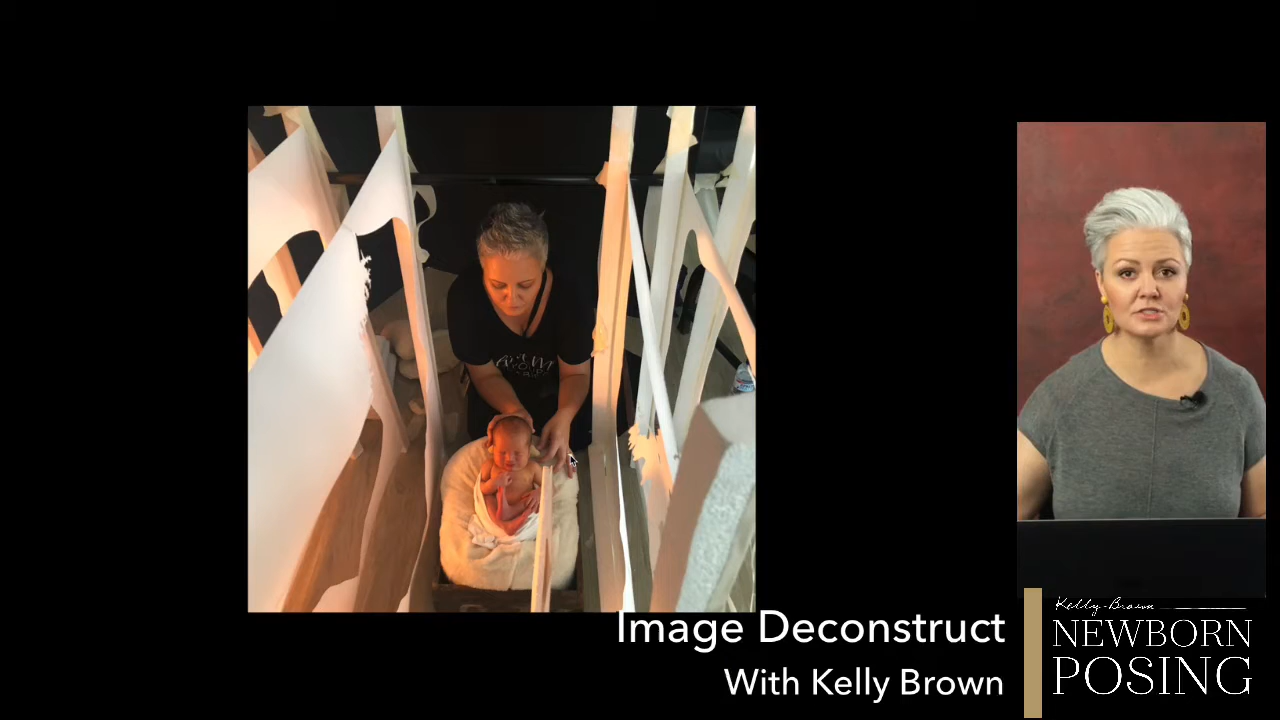 Image Deconstruct
With Kelly Brown
Kelly Brown
NEWBORN
POSING